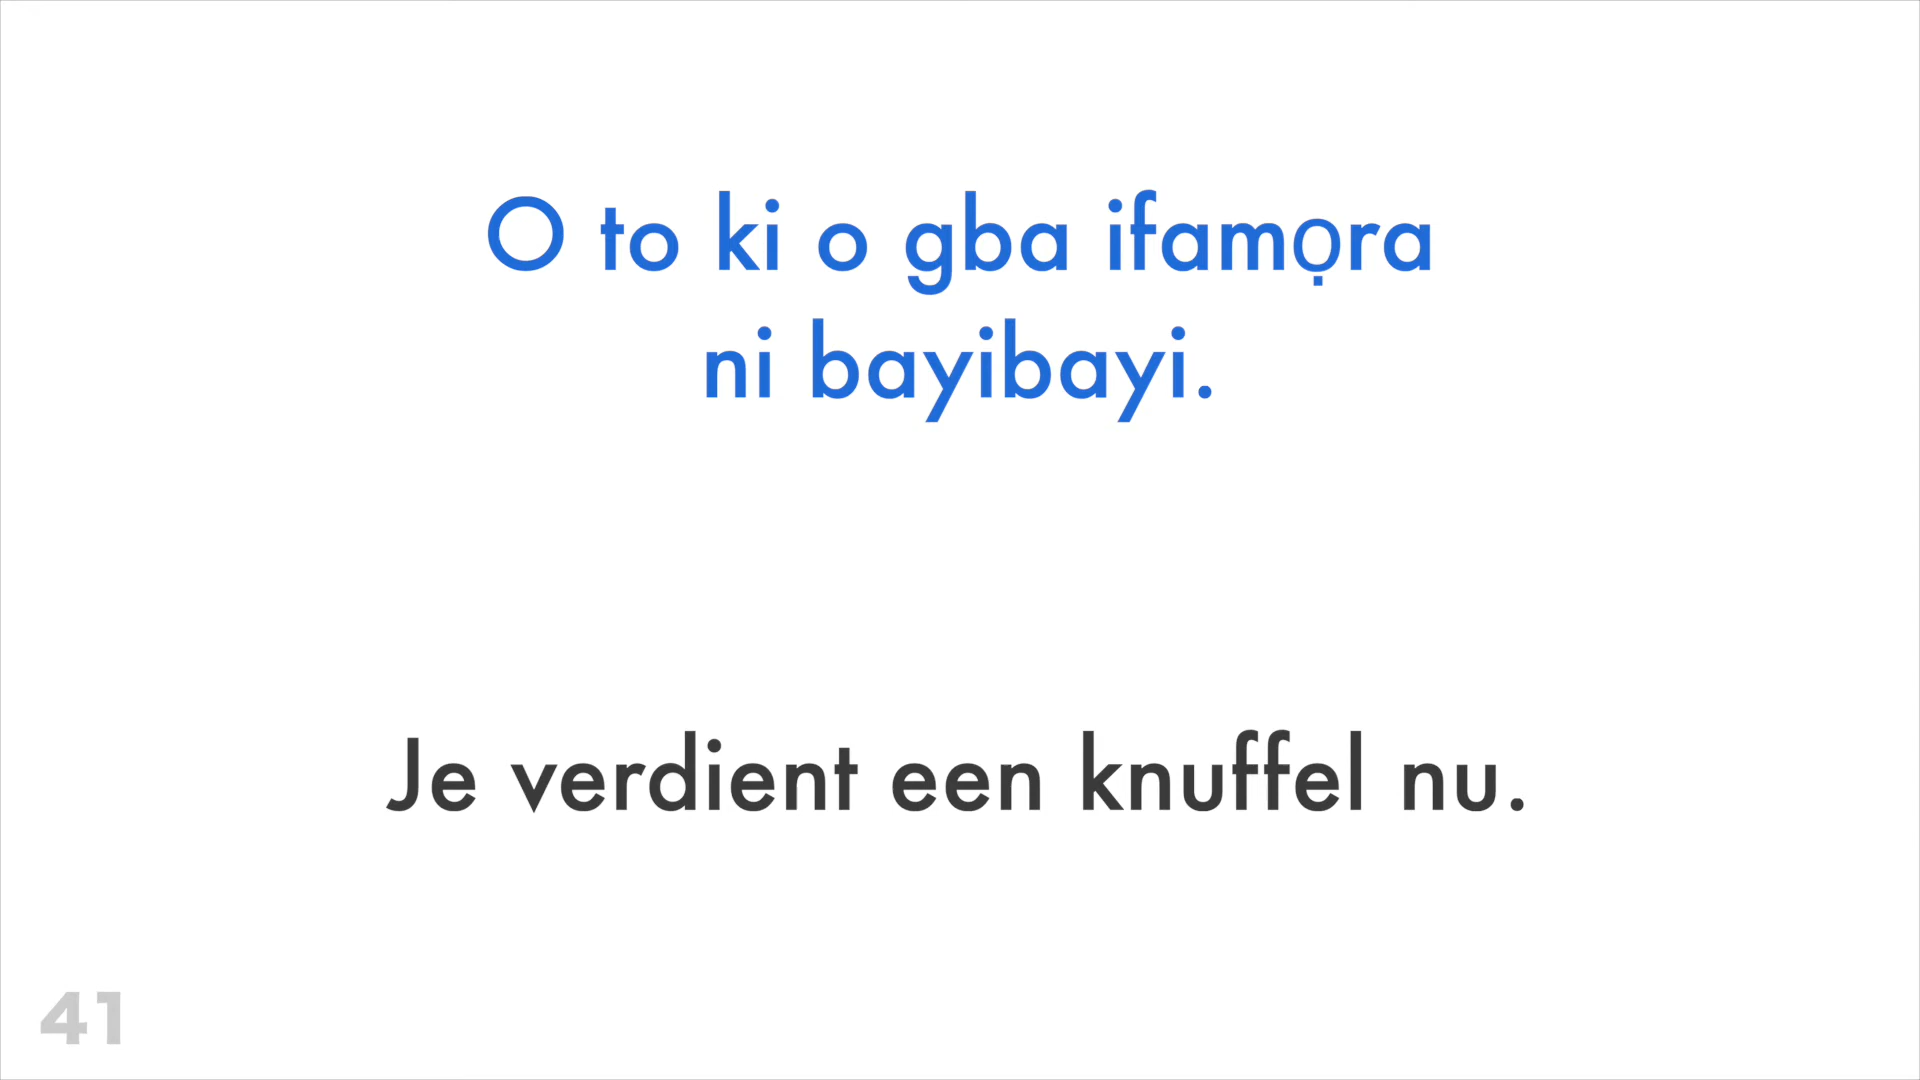 O to ki o gba ifamọra
ni bayibayi.
Je verdient een knuffel nu.
41